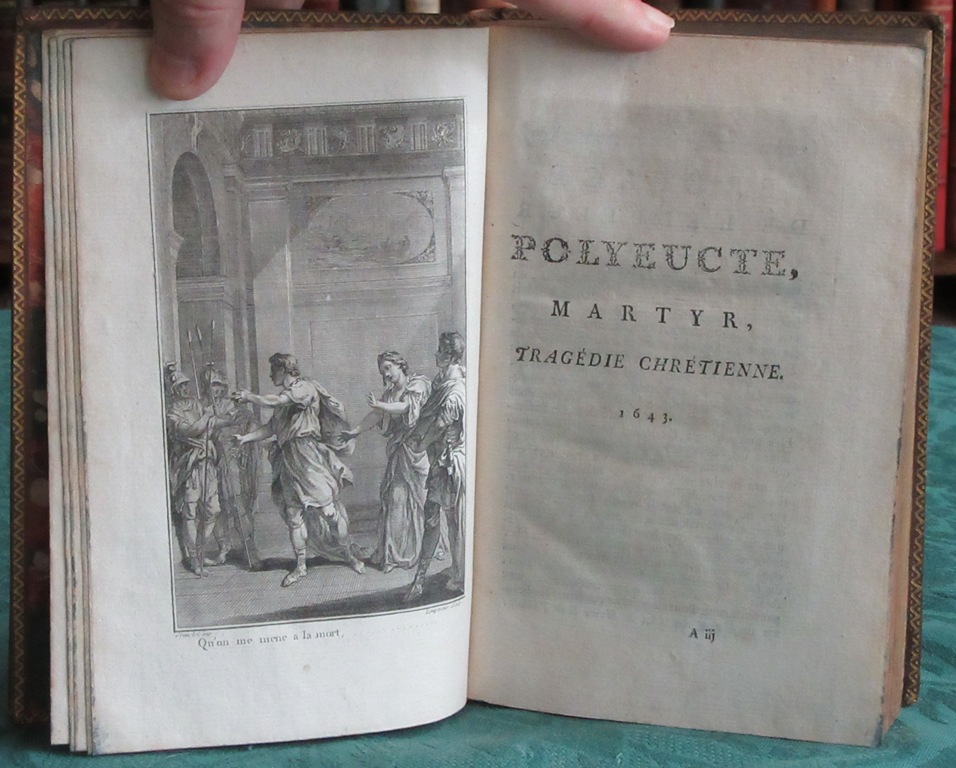 Qu'on me mene a la mort,
POLYEUCTE,
MARTYR,
TRAGÉDIE CHRÉTIENNE.
1643.
A iij